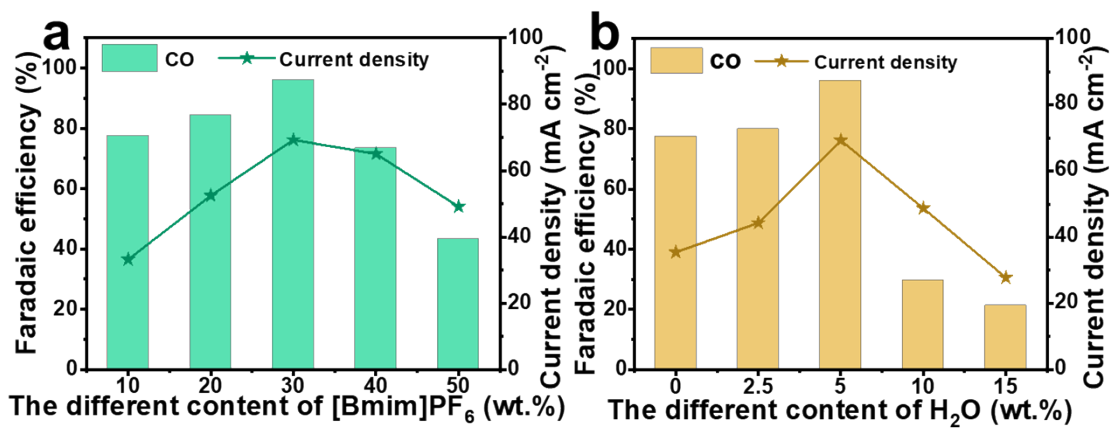 a
CO
Current density
Faradaic efficiency (%)
100
80
60
40
20
0
100
80
60
40
20
0
Current density (mA cm⁻²)
10 20 30 40 50
The different content of [Bmim]PF₆ (wt.%)
b
CO
Current density
Faradaic efficiency (%)
100
80
60
40
20
0
100
80
60
40
20
0
Current density (mA cm⁻²)
0 2.5 5 10 15
The different content of H₂O (wt.%)